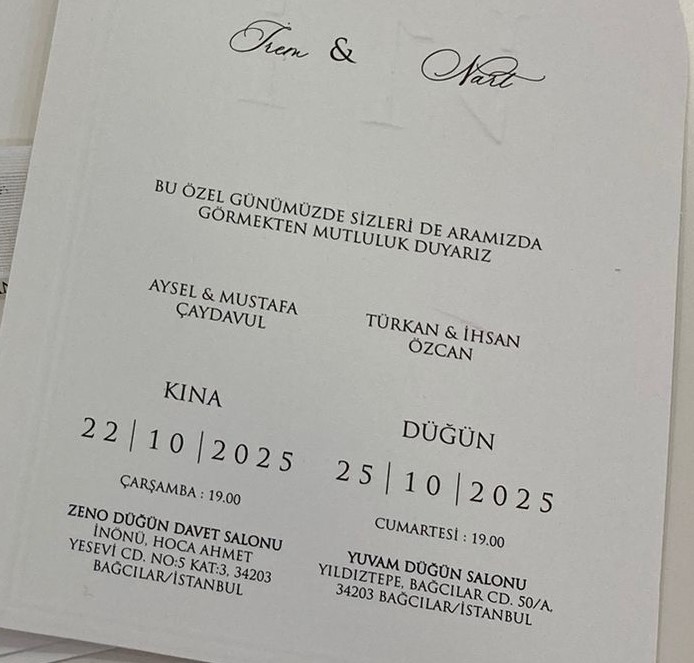 İrem & Nart
BU ÖZEL GÜNÜMÜZDE SİZLERİ DE ARAMIZDA
GÖRMEKTEN MUTLULUK DUYARIZ
AYSEL & MUSTAFA
ÇAYDAVUL
TÜRKAN & İHSAN
ÖZCAN
KINA
22|10|2025
ÇARŞAMBA : 19.00
ZENO DÜĞÜN DAVET SALONU
İNÖNÜ, HOCA AHMET
YESEVİ CD. NO:5 KAT:3, 34203
BAĞCILAR/İSTANBUL
DÜĞÜN
25|10|2025
CUMARTESİ : 19.00
YUVAM DÜĞÜN SALONU
YILDIZTEPE, BAĞCILAR CD. 50/A,
34203 BAĞCILAR/İSTANBUL